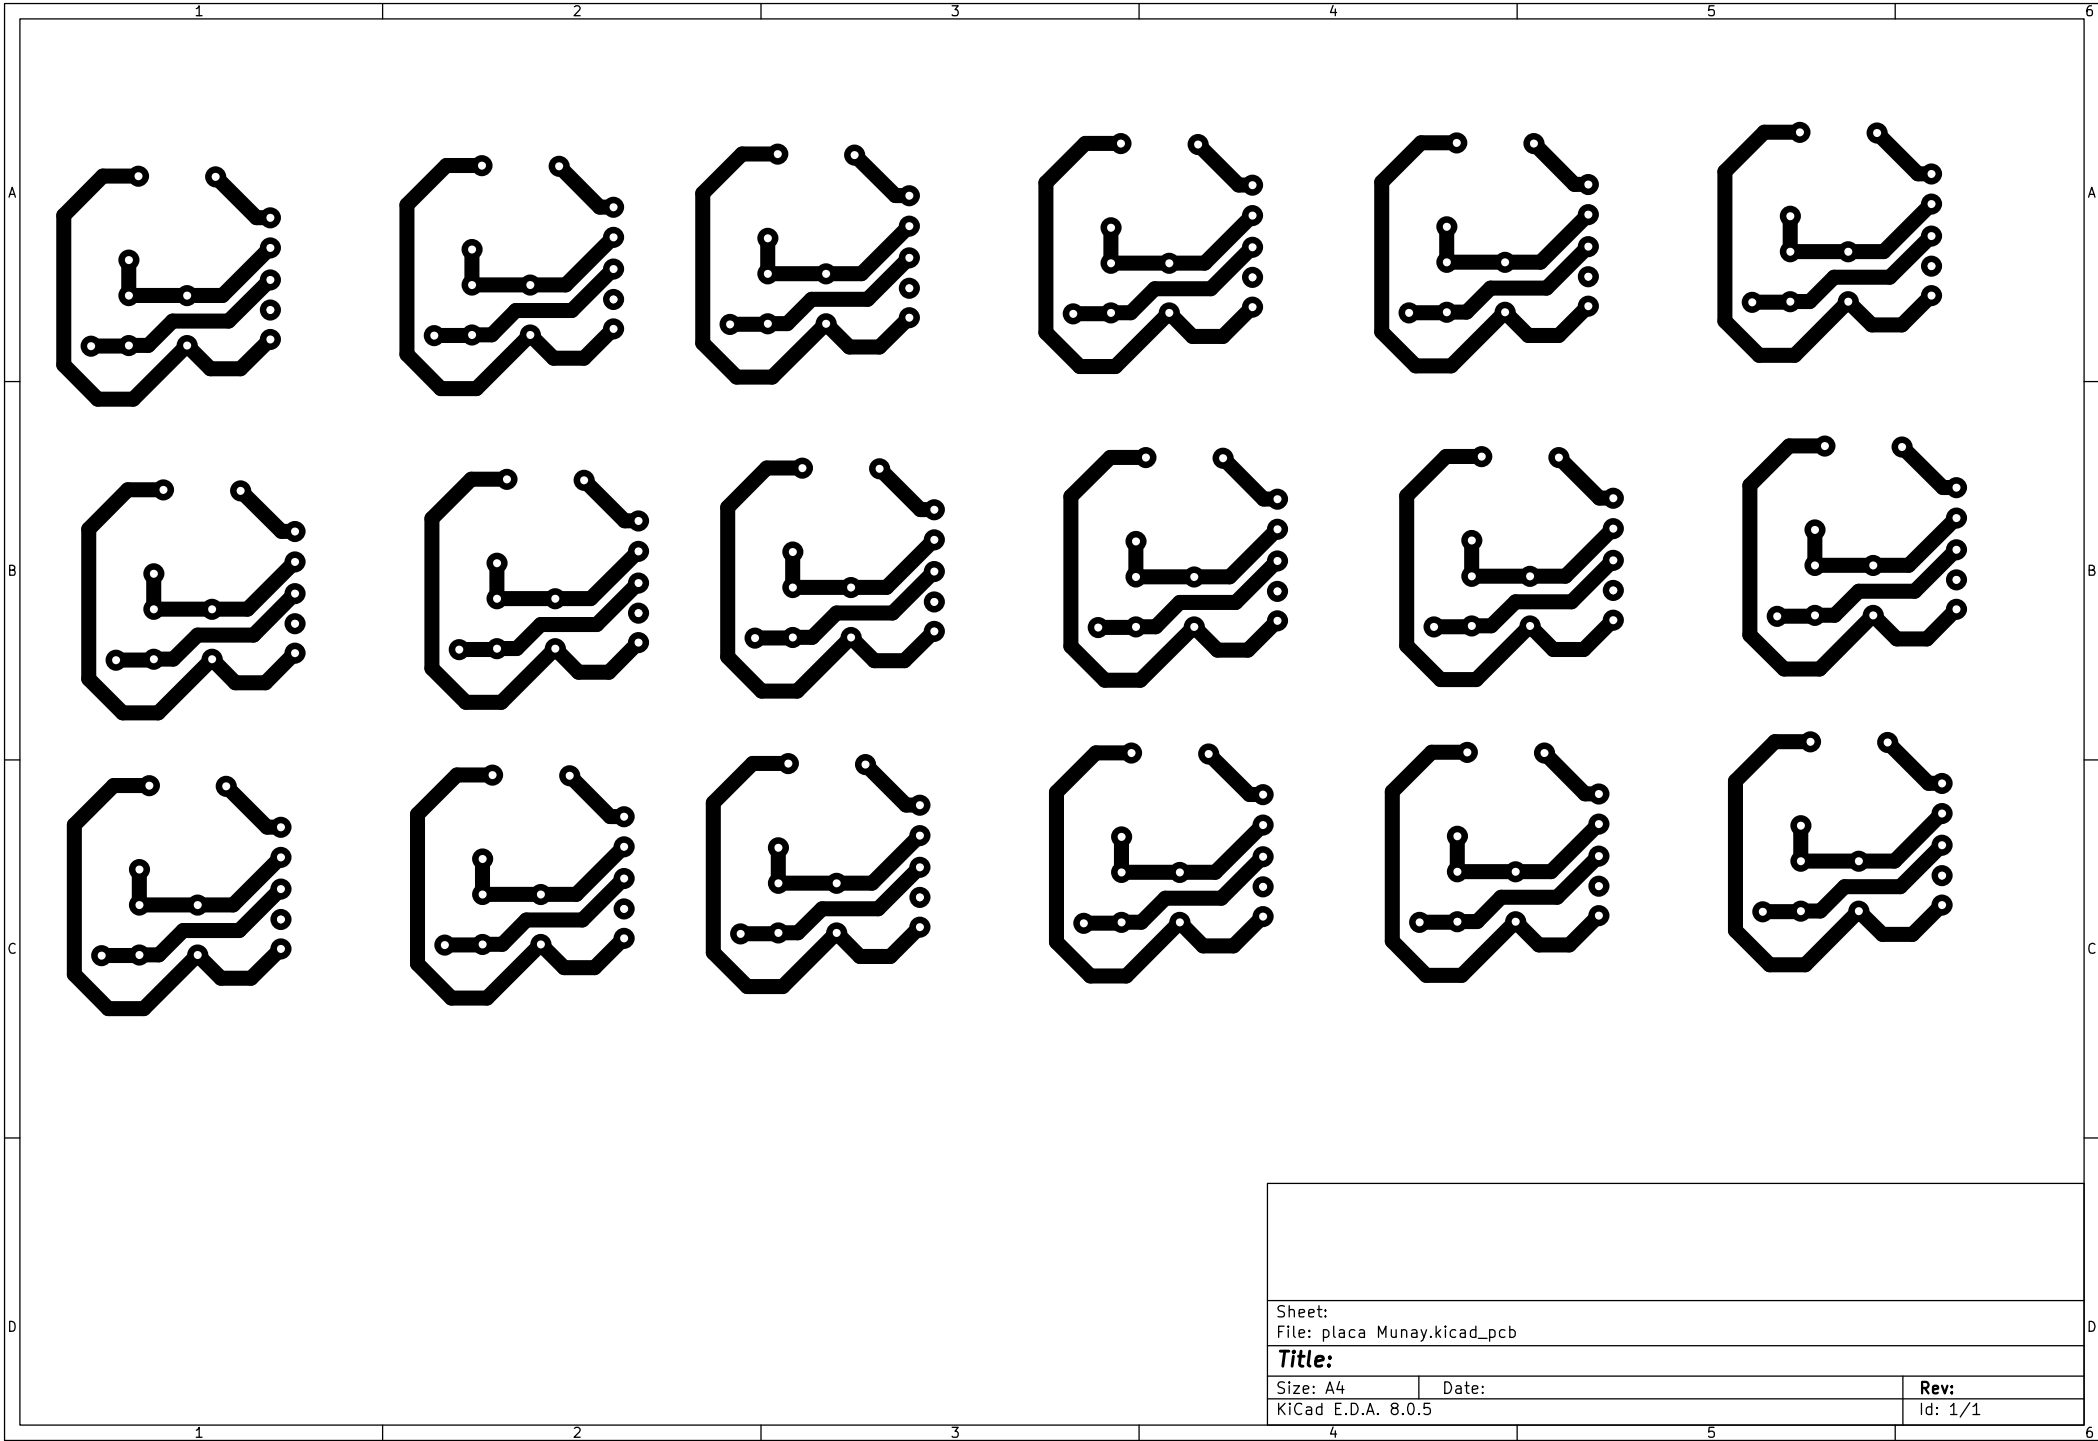 1 2 3 4 5 6
A A
B B
C C
Sheet:
File: placa Munay.kicad_pcb
D D
Title:
Size: A4 Date: Rev:
KiCad E.D.A. 8.0.5 Id: 1/1
1 2 3 4 5 6